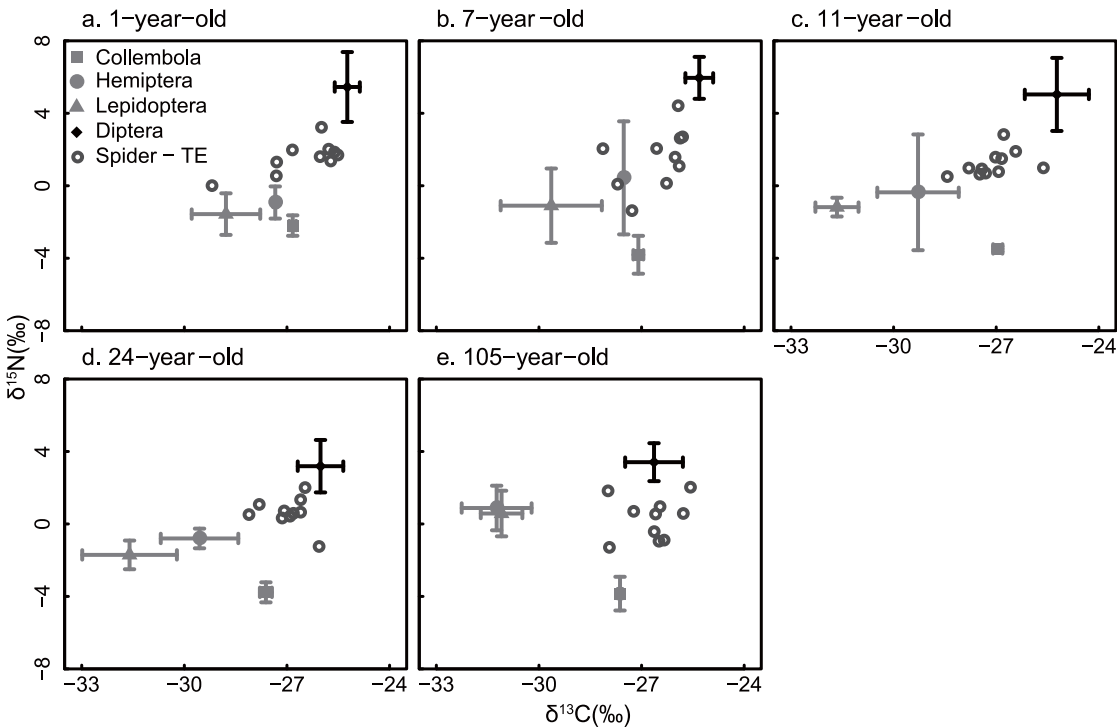 a. 1−year−old
b. 7−year−old
c. 11−year−old
8
4
0
−4
−8
Collembola
Hemiptera
Lepidoptera
Diptera
Spider − TE
−33
−30
−27
−24
d. 24−year−old
e. 105−year−old
δ¹⁵N(‰)
8
4
0
−4
−8
−33
−30
−27
−24
−33
−30
−27
−24
δ¹³C(‰)